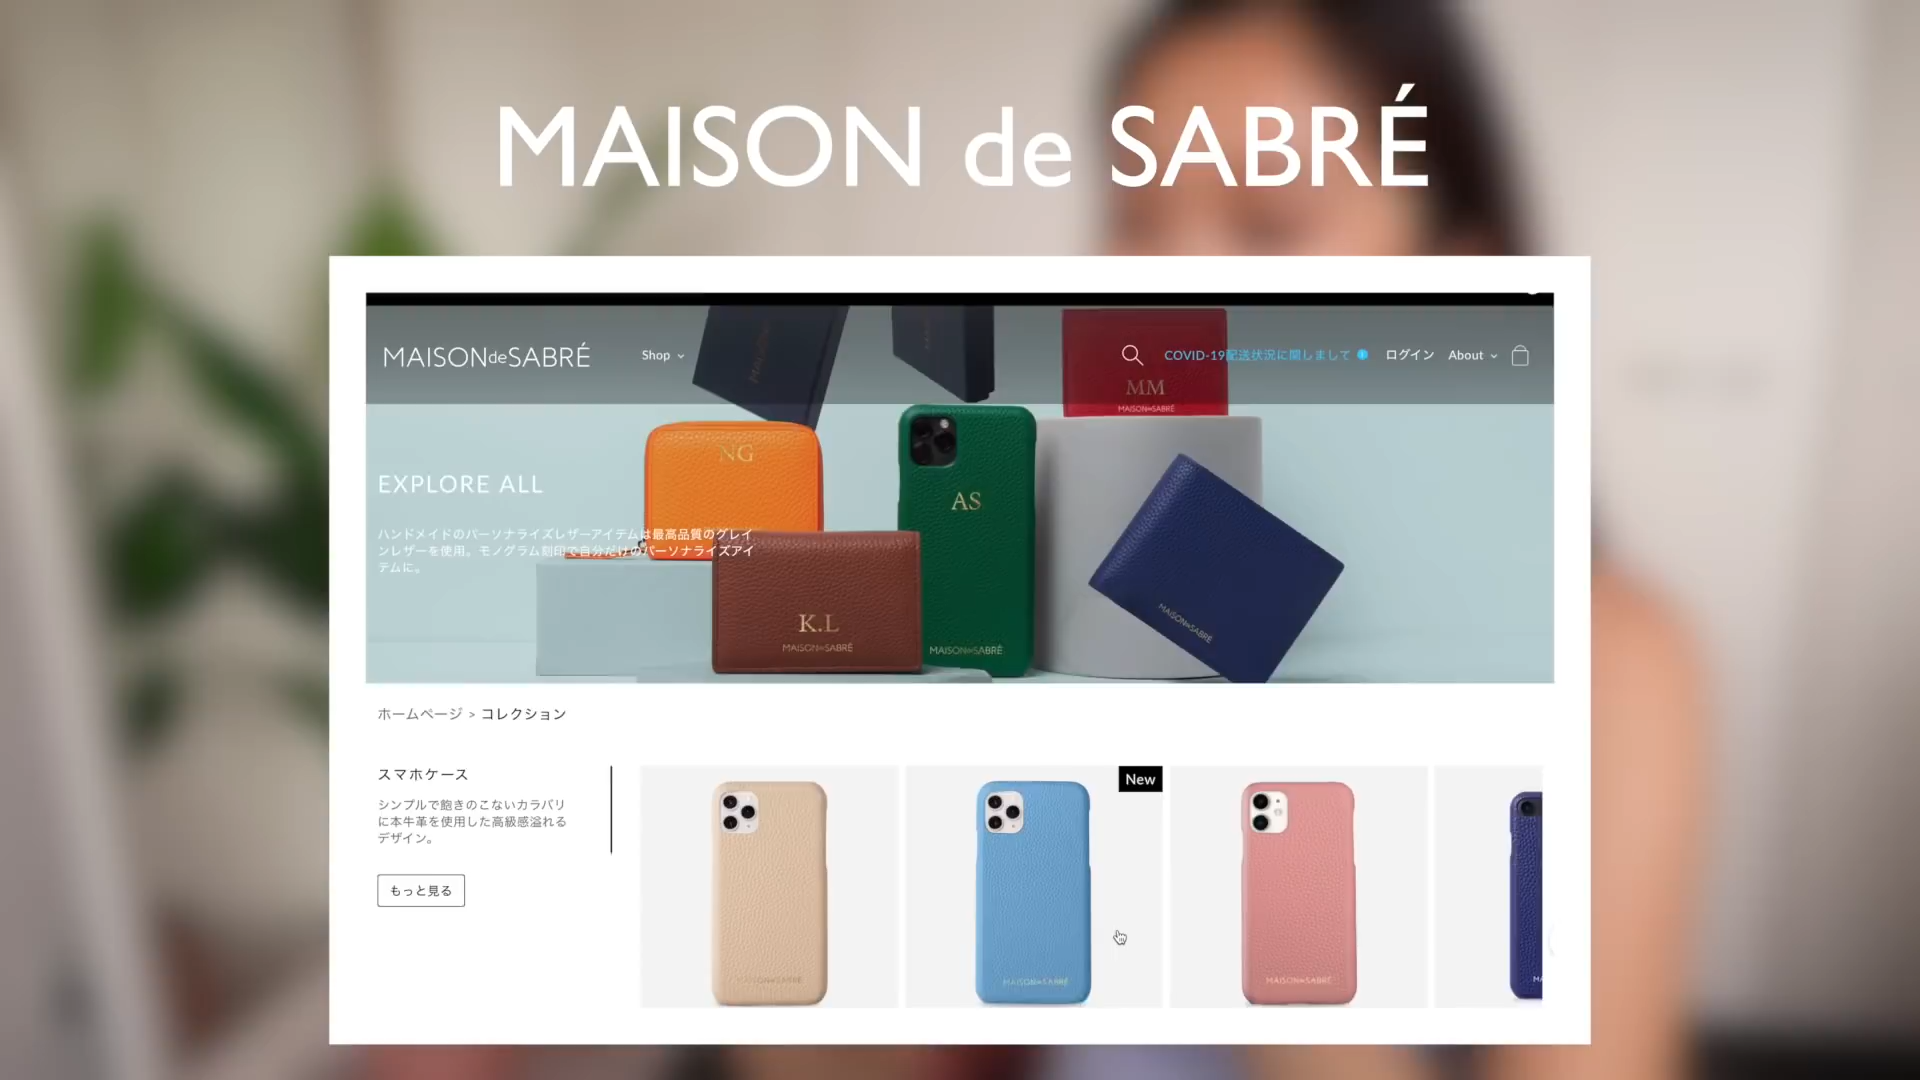 MAISON de SABRÉ
MAISONdeSABRÉ
Shop
COVID-19配送状況に関しまして
ログイン
About
MM
MAISONdeSABRÉ
NG
AS
EXPLORE ALL
ハンドメイドのパーソナライズレザーアイテムは最高品質のグレイ
ンレザーを使用。モノグラム刻印で自分だけのパーソナライズアイ
テムに。
K.L
MAISONdeSABRÉ
MAISONdeSABRÉ
MAISONdeSABRÉ
ホームページ > コレクション
スマホケース
シンプルで飽きのこないカラバリ
に本牛革を使用した高級感溢れる
デザイン。
もっと見る
New
MAISONdeSABRÉ
MAISONdeSABRÉ
MAISONdeSABRÉ